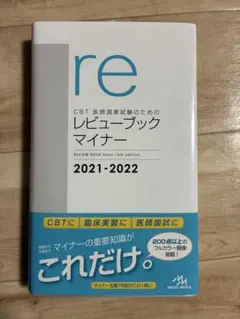 re
CBT・医師国家試験のための
レビューブック
マイナー
REVIEW BOOK
2021-2022
CBTに 臨床実習に 医師国試に
マイナーの重要知識が
これだけ。
200点以上の
フルカラー画像
掲載!
MEDIC MEDIA